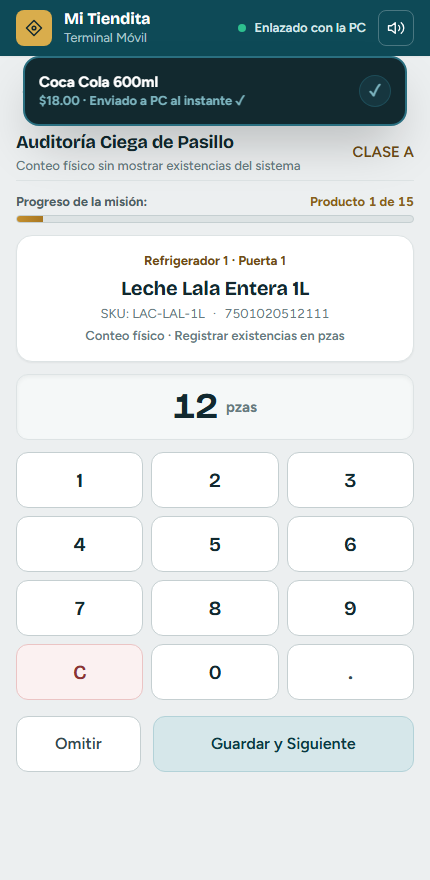 Mi Tiendita
Terminal Móvil
Enlazado con la PC
Coca Cola 600ml
$18.00 · Enviado a PC al instante ✓
✓
Auditoría Ciega de Pasillo
Conteo físico sin mostrar existencias del sistema
CLASE A
Progreso de la misión:
Producto 1 de 15
Refrigerador 1 · Puerta 1
Leche Lala Entera 1L
SKU: LAC-LAL-1L · 7501020512111
Conteo físico · Registrar existencias en pzas
12 pzas
1 2 3
4 5 6
7 8 9
C 0 .
Omitir
Guardar y Siguiente